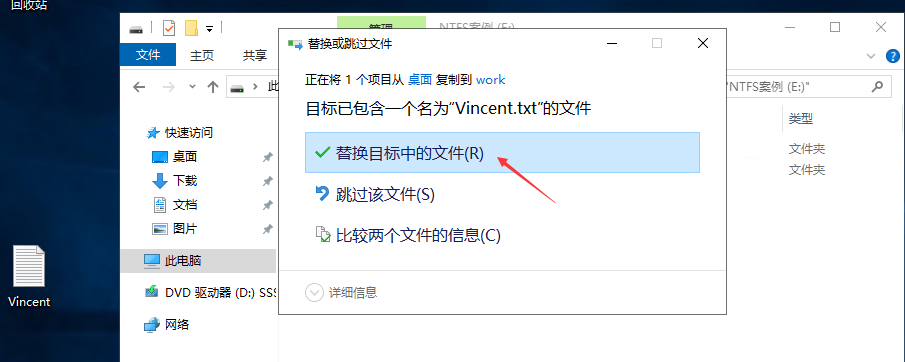 回收站
管理
NTFS案例 (E:)
文件
主页
共享
替换或跳过文件
正在将 1 个项目从 桌面 复制到 work
目标已包含一个名为“Vincent.txt”的文件
替换目标中的文件(R)
跳过该文件(S)
比较两个文件的信息(C)
详细信息
"NTFS案例 (E:)"
类型
文件夹
文件夹
快速访问
桌面
下载
文档
图片
此电脑
DVD 驱动器 (D:) SS
网络
Vincent